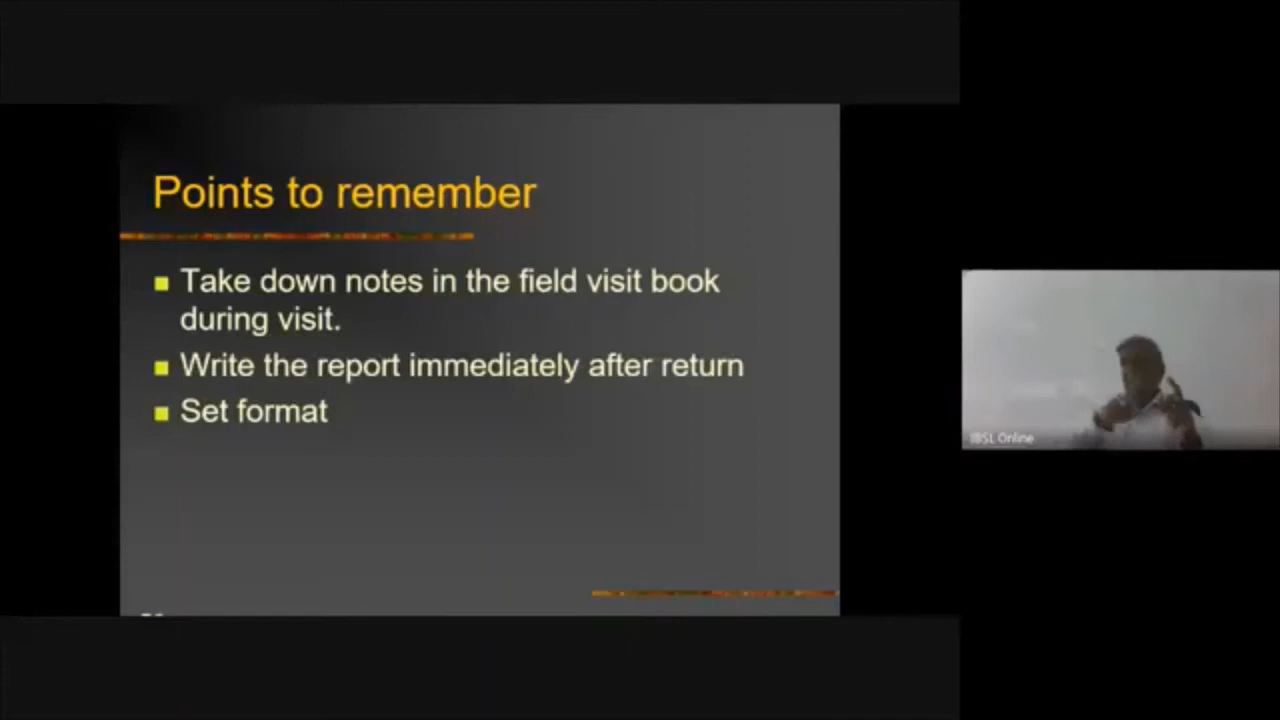 Points to remember
Take down notes in the field visit book
during visit.
Write the report immediately after return
Set format
IBSL Online